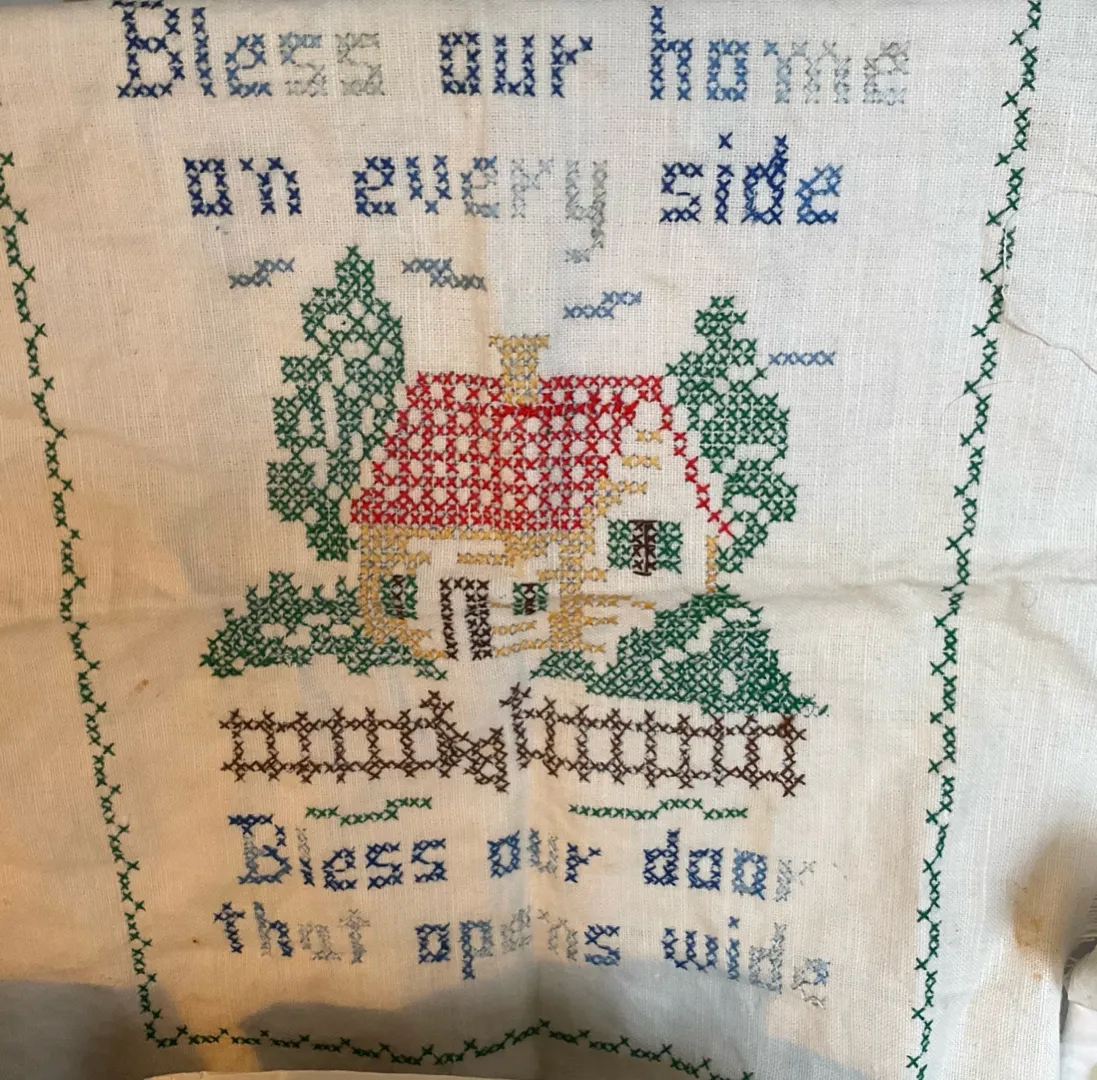 Bless our home
on every side
Bless our door
that opens wide